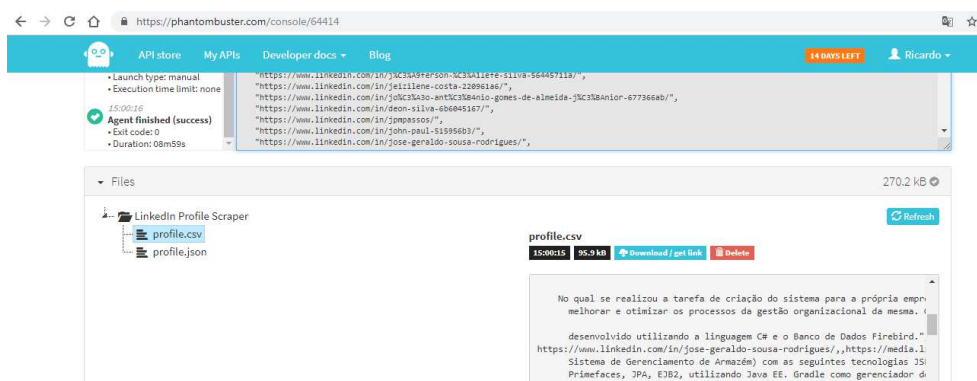 https://phantombuster.com/console/64414
API store My APIs Developer docs Blog 14 DAYS LEFT Ricardo
• Launch type: manual
• Execution time limit: none
15:00:16
Agent finished (success)
• Exit code: 0
• Duration: 08m59s
"https://www.linkedin.com/in/j%C3%A9ferson-%C3%A1lefe-silva-56445711a/",
"https://www.linkedin.com/in/jeizilene-costa-220961a6/",
"https://www.linkedin.com/in/jo%C3%A3o-ant%C3%B4nio-gomes-de-almeida-j%C3%BAnior-677366ab/",
"https://www.linkedin.com/in/deon-silva-6b6045167/",
"https://www.linkedin.com/in/jpmpassos/",
"https://www.linkedin.com/in/john-paul-515956b3/",
"https://www.linkedin.com/in/jose-geraldo-sousa-rodrigues/",
Files 270.2 kB
LinkedIn Profile Scraper
profile.csv
profile.json
Refresh
profile.csv
15:00:15 95.9 kB Download / get link Delete
No qual se realizou a tarefa de criação do sistema para a própria empr
melhorar e otimizar os processos da gestão organizacional da mesma.
desenvolvido utilizando a linguagem C# e o Banco de Dados Firebird."
https://www.linkedin.com/in/jose-geraldo-sousa-rodrigues/,,https://media.l
Sistema de Gerenciamento de Armazém) com as seguintes tecnologias JS
Primefaces, JPA, EJB2, utilizando Java EE. Gradle como gerenciador d